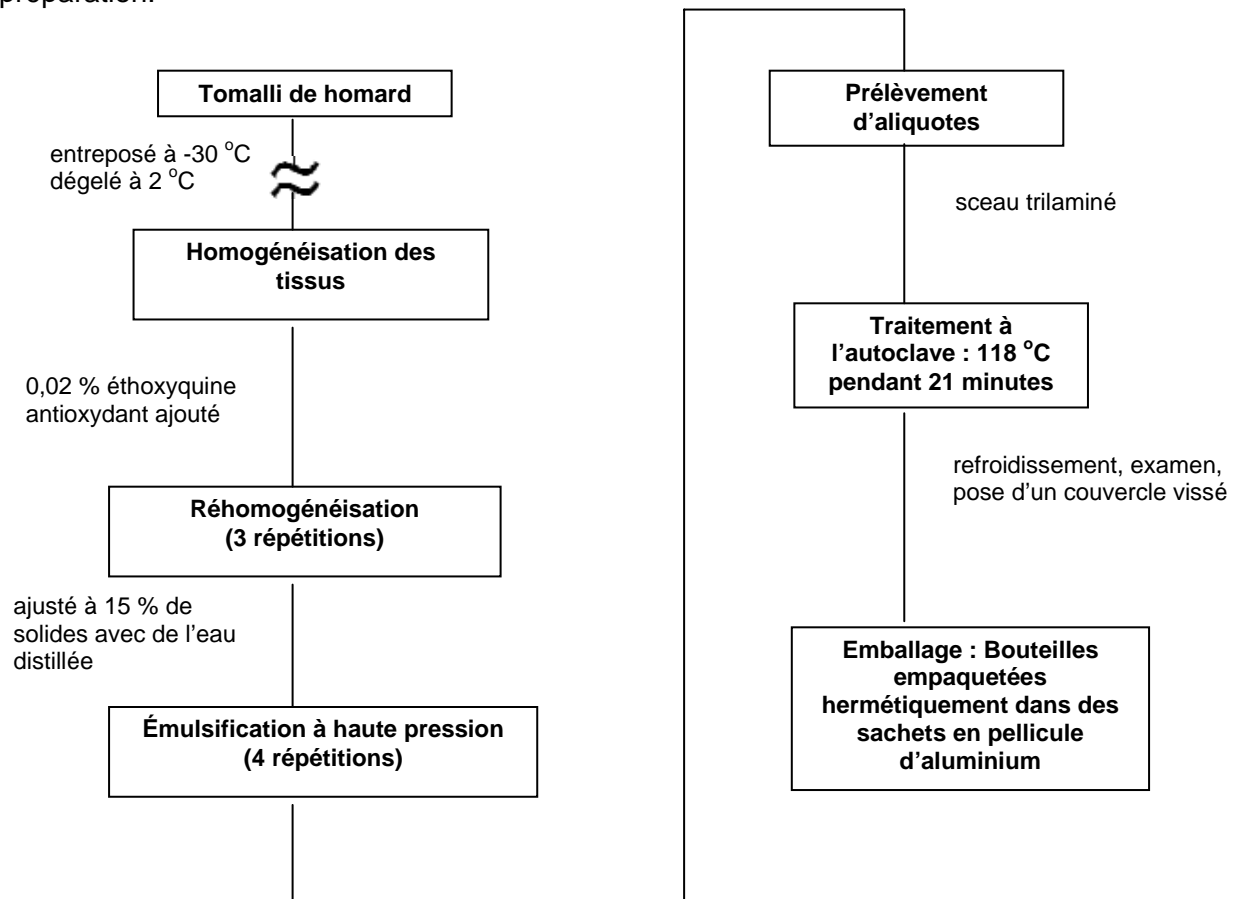 préparation.
Tomalli de homard
entreposé à -30 °C
dégelé à 2 °C
Homogénéisation des
tissus
0,02 % éthoxyquine
antioxydant ajouté
Réhomogénéisation
(3 répétitions)
ajusté à 15 % de
solides avec de l’eau
distillée
Émulsification à haute pression
(4 répétitions)
Prélèvement
d’aliquotes
sceau trilaminé
Traitement à
l’autoclave : 118 °C
pendant 21 minutes
refroidissement, examen,
pose d’un couvercle vissé
Emballage : Bouteilles
empaquetées
hermétiquement dans des
sachets en pellicule
d’aluminium